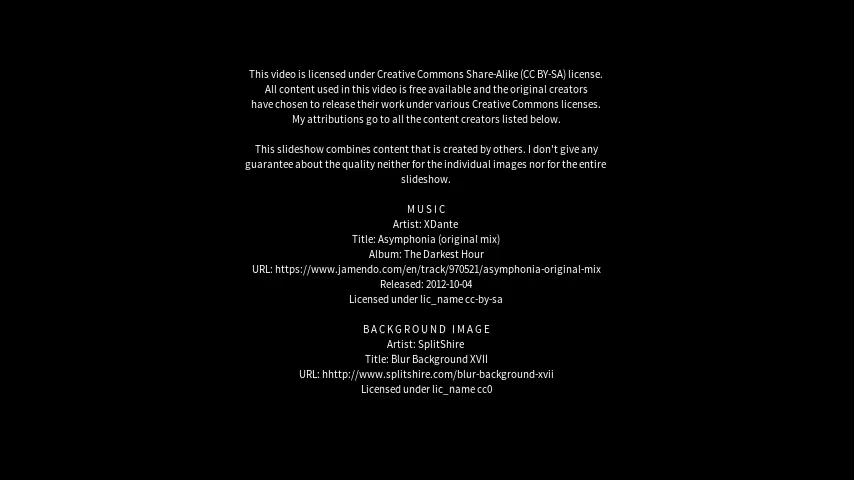 This video is licensed under Creative Commons Share-Alike (CC BY-SA) license.
All content used in this video is free available and the original creators
have chosen to release their work under various Creative Commons licenses.
My attributions go to all the content creators listed below.
This slideshow combines content that is created by others. I don't give any
guarantee about the quality neither for the individual images nor for the entire
slideshow.
MUSIC
Artist: XDante
Title: Asymphonia (original mix)
Album: The Darkest Hour
URL: https://www.jamendo.com/en/track/970521/asymphonia-original-mix
Released: 2012-10-04
Licensed under lic_name cc-by-sa
BACKGROUND IMAGE
Artist: SplitShire
Title: Blur Background XVII
URL: hhttp://www.splitshire.com/blur-background-xvii
Licensed under lic_name cc0